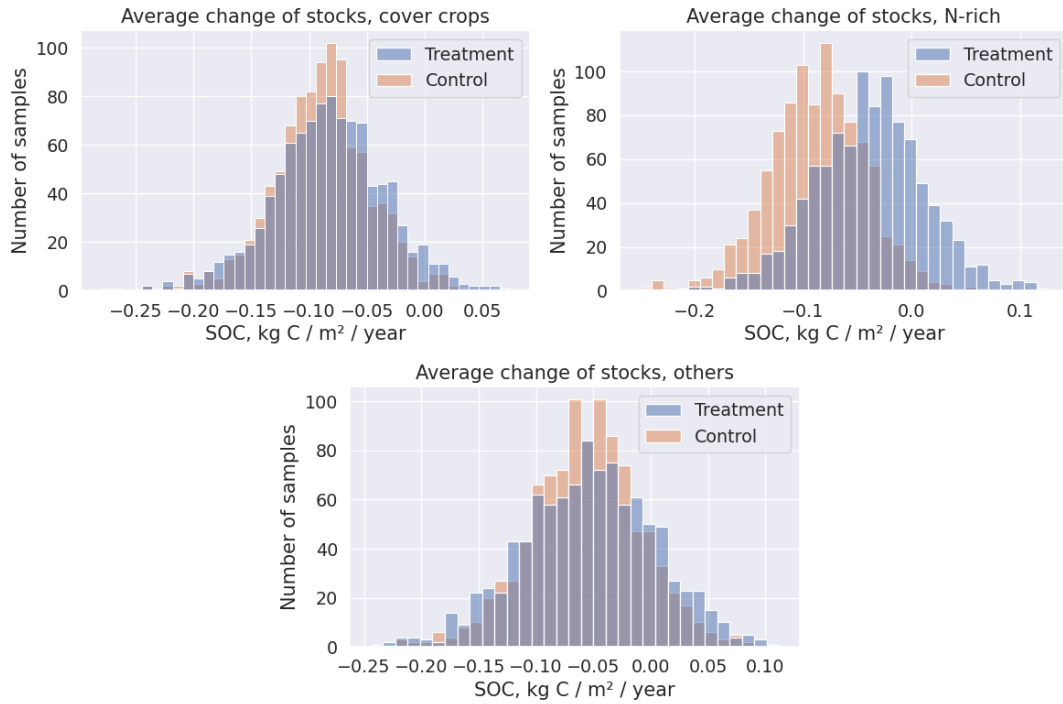 Average change of stocks, cover crops
Number of samples
100
80
60
40
20
0
Treatment
Control
−0.25 −0.20 −0.15 −0.10 −0.05 0.00 0.05
SOC, kg C / m² / year
Average change of stocks, N-rich
Number of samples
100
80
60
40
20
0
Treatment
Control
−0.2 −0.1 0.0 0.1
SOC, kg C / m² / year
Average change of stocks, others
Number of samples
100
80
60
40
20
0
Treatment
Control
−0.25 −0.20 −0.15 −0.10 −0.05 0.00 0.05 0.10
SOC, kg C / m² / year